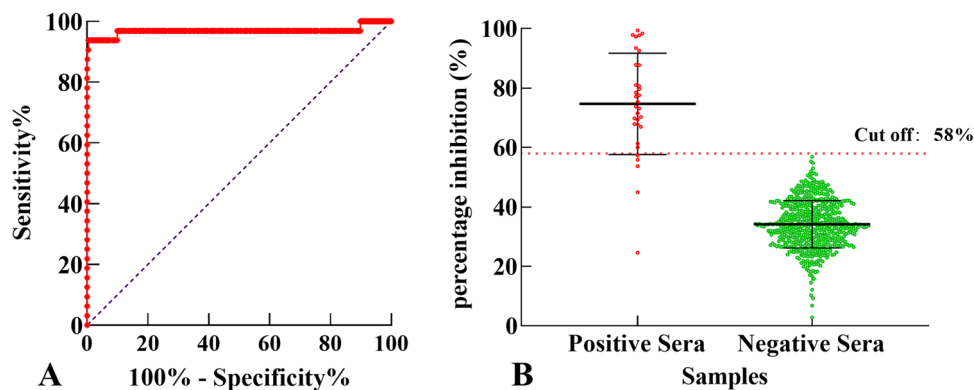 100
80
60
40
20
0
Sensitivity%
0 20 40 60 80 100
100% - Specificity%
A
100
80
60
40
20
0
percentage inhibition (%)
Cut off: 58%
Positive Sera Negative Sera
Samples
B